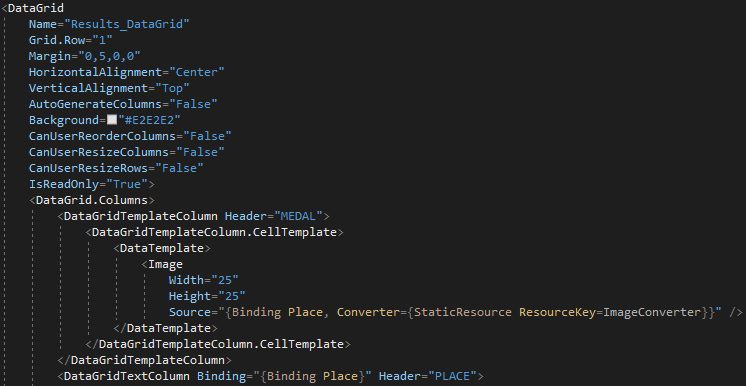 <DataGrid
Name="Results_DataGrid"
Grid.Row="1"
Margin="0,5,0,0"
HorizontalAlignment="Center"
VerticalAlignment="Top"
AutoGenerateColumns="False"
Background="#E2E2E2"
CanUserReorderColumns="False"
CanUserResizeColumns="False"
CanUserResizeRows="False"
IsReadOnly="True">
<DataGrid.Columns>
<DataGridTemplateColumn Header="MEDAL">
<DataGridTemplateColumn.CellTemplate>
<DataTemplate>
<Image
Width="25"
Height="25"
Source="{Binding Place, Converter={StaticResource ResourceKey=ImageConverter}}" />
</DataTemplate>
</DataGridTemplateColumn.CellTemplate>
</DataGridTemplateColumn>
<DataGridTextColumn Binding="{Binding Place}" Header="PLACE">